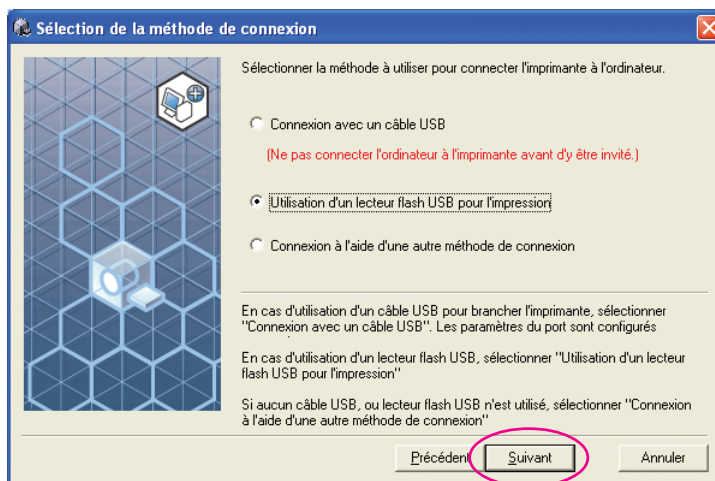 Sélection de la méthode de connexion
Sélectionner la méthode à utiliser pour connecter l'imprimante à l'ordinateur.
Connexion avec un câble USB
(Ne pas connecter l'ordinateur à l'imprimante avant d'y être invité.)
Utilisation d'un lecteur flash USB pour l'impression
Connexion à l'aide d'une autre méthode de connexion
En cas d'utilisation d'un câble USB pour brancher l'imprimante, sélectionner
"Connexion avec un câble USB". Les paramètres du port sont configurés
En cas d'utilisation d'un lecteur flash USB, sélectionner "Utilisation d'un lecteur
flash USB pour l'impression"
Si aucun câble USB, ou lecteur flash USB n'est utilisé, sélectionner "Connexion
à l'aide d'une autre méthode de connexion"
Précédent Suivant Annuler